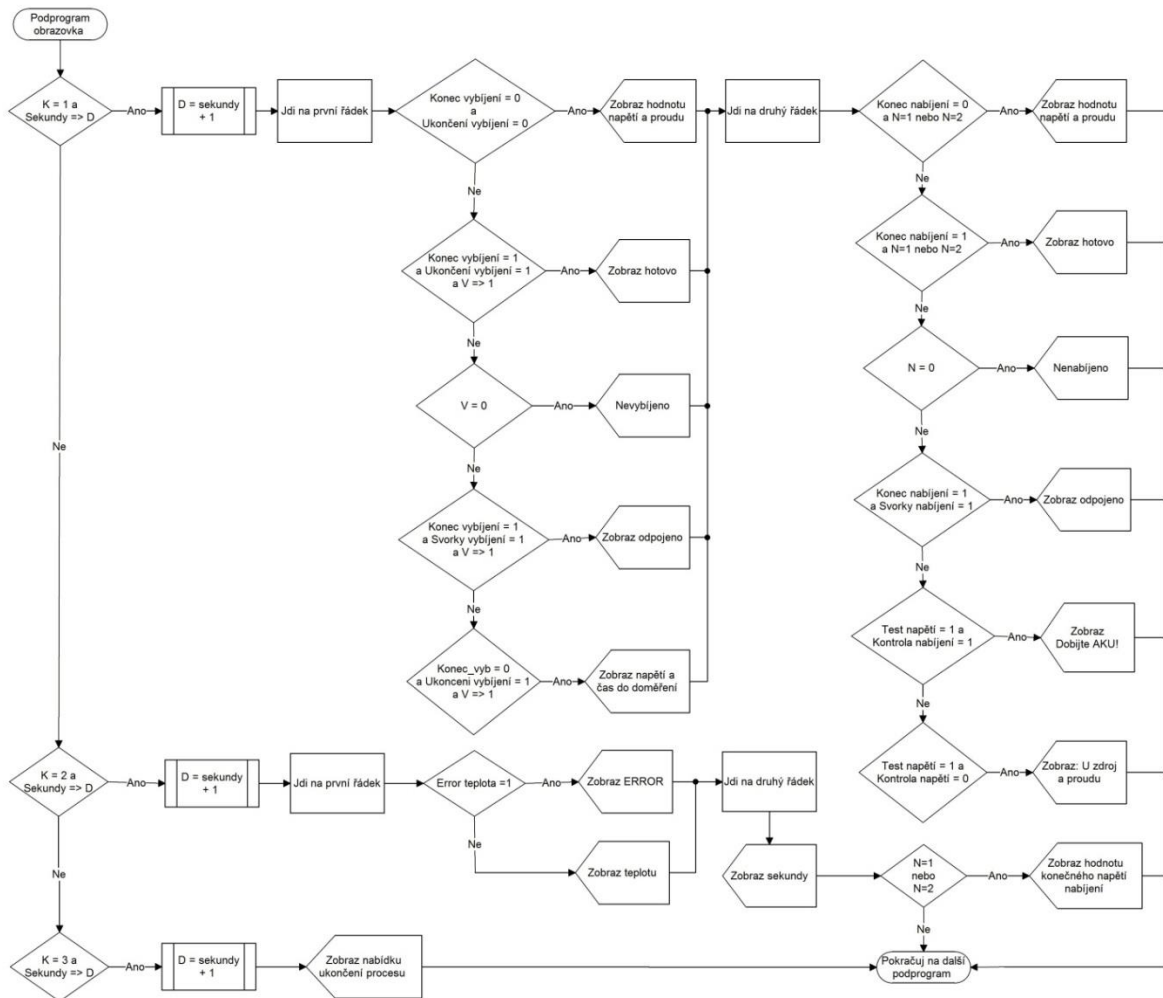 Podprogram
obrazovka
K = 1 a
Sekundy => D
Ano
D = sekundy
+ 1
Jdi na první řádek
Konec vybíjení = 0
a
Ukončení vybíjení = 0
Ano
Zobraz hodnotu
napětí a proudu
Jdi na druhý řádek
Konec nabíjení = 0
a N=1 nebo N=2
Ano
Zobraz hodnotu
napětí a proudu
Ne
Ne
Konec vybíjení = 1
a Ukončení vybíjení = 1
a V => 1
Ano
Zobraz hotovo
Konec nabíjení = 1
a N=1 nebo N=2
Ano
Zobraz hotovo
Ne
Ne
V = 0
Ano
Nevybíjeno
N = 0
Ano
Nenabíjeno
Ne
Ne
Ne
Konec vybíjení = 1
a Svorky vybíjení = 1
a V => 1
Ano
Zobraz odpojeno
Konec nabíjení = 1
a Svorky nabíjení = 1
Ano
Zobraz odpojeno
Ne
Ne
Konec_vyb = 0
a Ukonceni vybíjení = 1
a V => 1
Ano
Zobraz napětí a
čas do doměření
Test napětí = 1 a
Kontrola nabíjení = 1
Ano
Zobraz
Dobijte AKU!
Ne
Test napětí = 1 a
Kontrola napětí = 0
Ano
Zobraz: U zdroj
a proudu
K = 2 a
Sekundy => D
Ano
D = sekundy
+ 1
Jdi na první řádek
Error teplota =1
Ano
Zobraz ERROR
Jdi na druhý řádek
Ne
Zobraz teplotu
Zobraz sekundy
N=1
nebo
N=2
Ano
Zobraz hodnotu
konečného napětí
nabíjení
Ne
Ne
K = 3 a
Sekundy => D
Ano
D = sekundy
+ 1
Zobraz nabídku
ukončení procesu
Pokračuj na další
podprogram